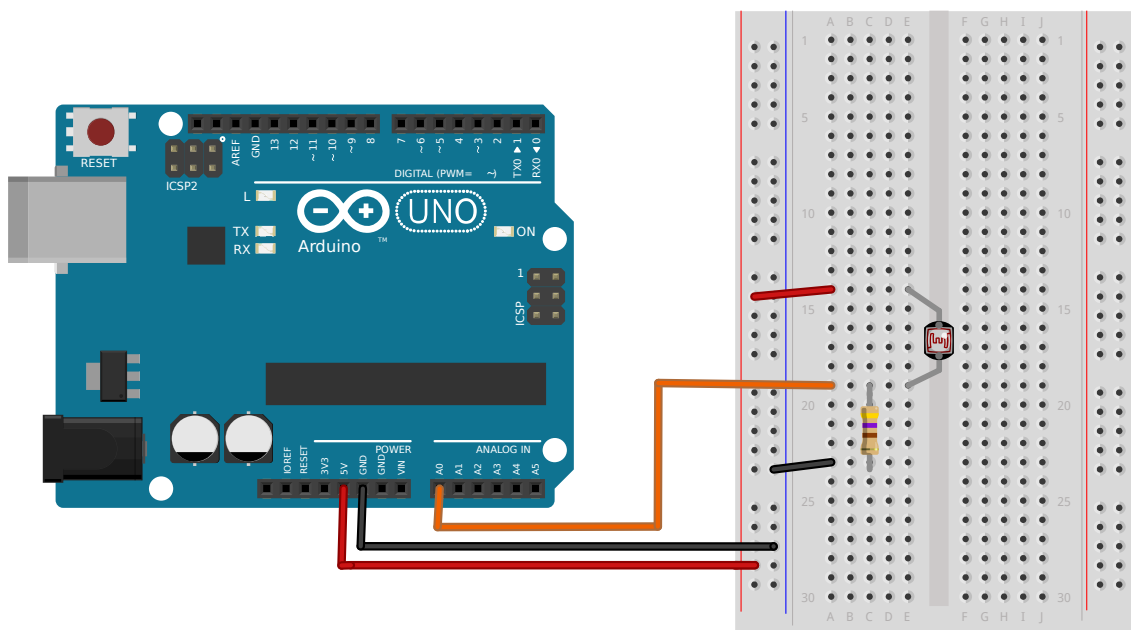 A B C D E F G H I J
1 1
5 5
10 10
15 15
20 20
25 25
30 30
A B C D E F G H I J
RESET
ICSP2
AREF
GND
13
12
~11
~10
~9
8
7
~6
~5
4
~3
2
TX0 ▶ 1
RX0 ◀ 0
DIGITAL (PWM= ~)
L
TX
RX
UNO
Arduino
TM
ON
1
ICSP
POWER
ANALOG IN
IOREF
RESET
3V3
5V
GND
GND
VIN
A0
A1
A2
A3
A4
A5